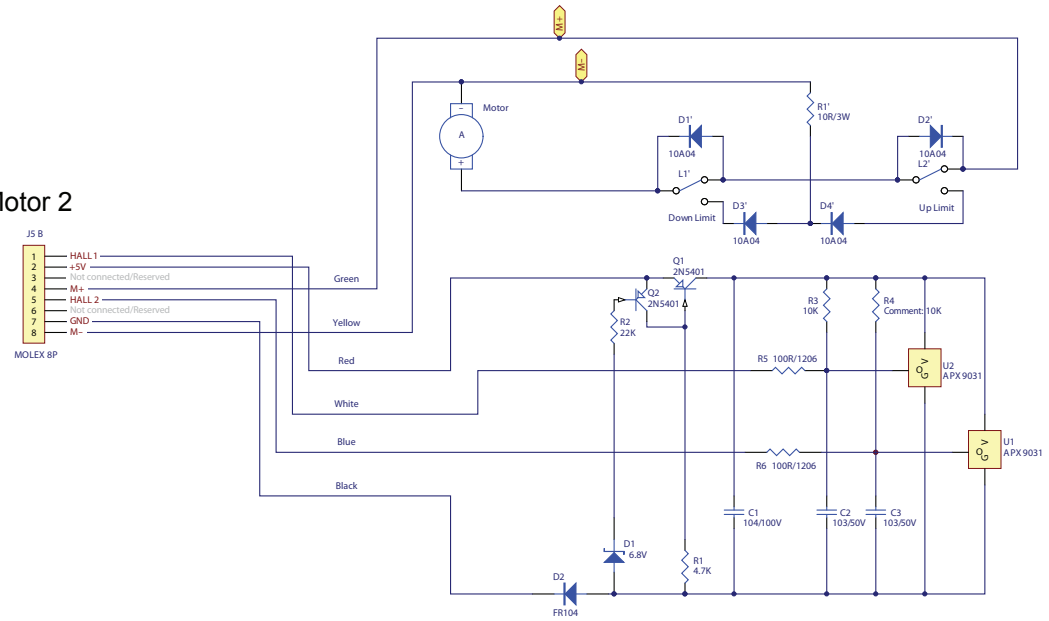 M+
M-
Motor
-
A
+
R1'
10R/3W
D1'
10A04
L1'
D2'
10A04
L2'
Down Limit
D3'
10A04
D4'
10A04
Up Limit
Motor 2
J5 B
1 HALL 1
2 +5V
3 Not connected/Reserved
4 M+
5 HALL 2
6 Not connected/Reserved
7 GND
8 M-
MOLEX 8P
Green
Yellow
Red
White
Blue
Black
Q1
2N5401
Q2
2N5401
R2
22K
R3
10K
R4
Comment: 10K
R5 100R/1206
U2
APX 9031
G O V
R6 100R/1206
U1
APX 9031
G O V
C1
104/100V
C2
103/50V
C3
103/50V
D1
6.8V
R1
4.7K
D2
FR104